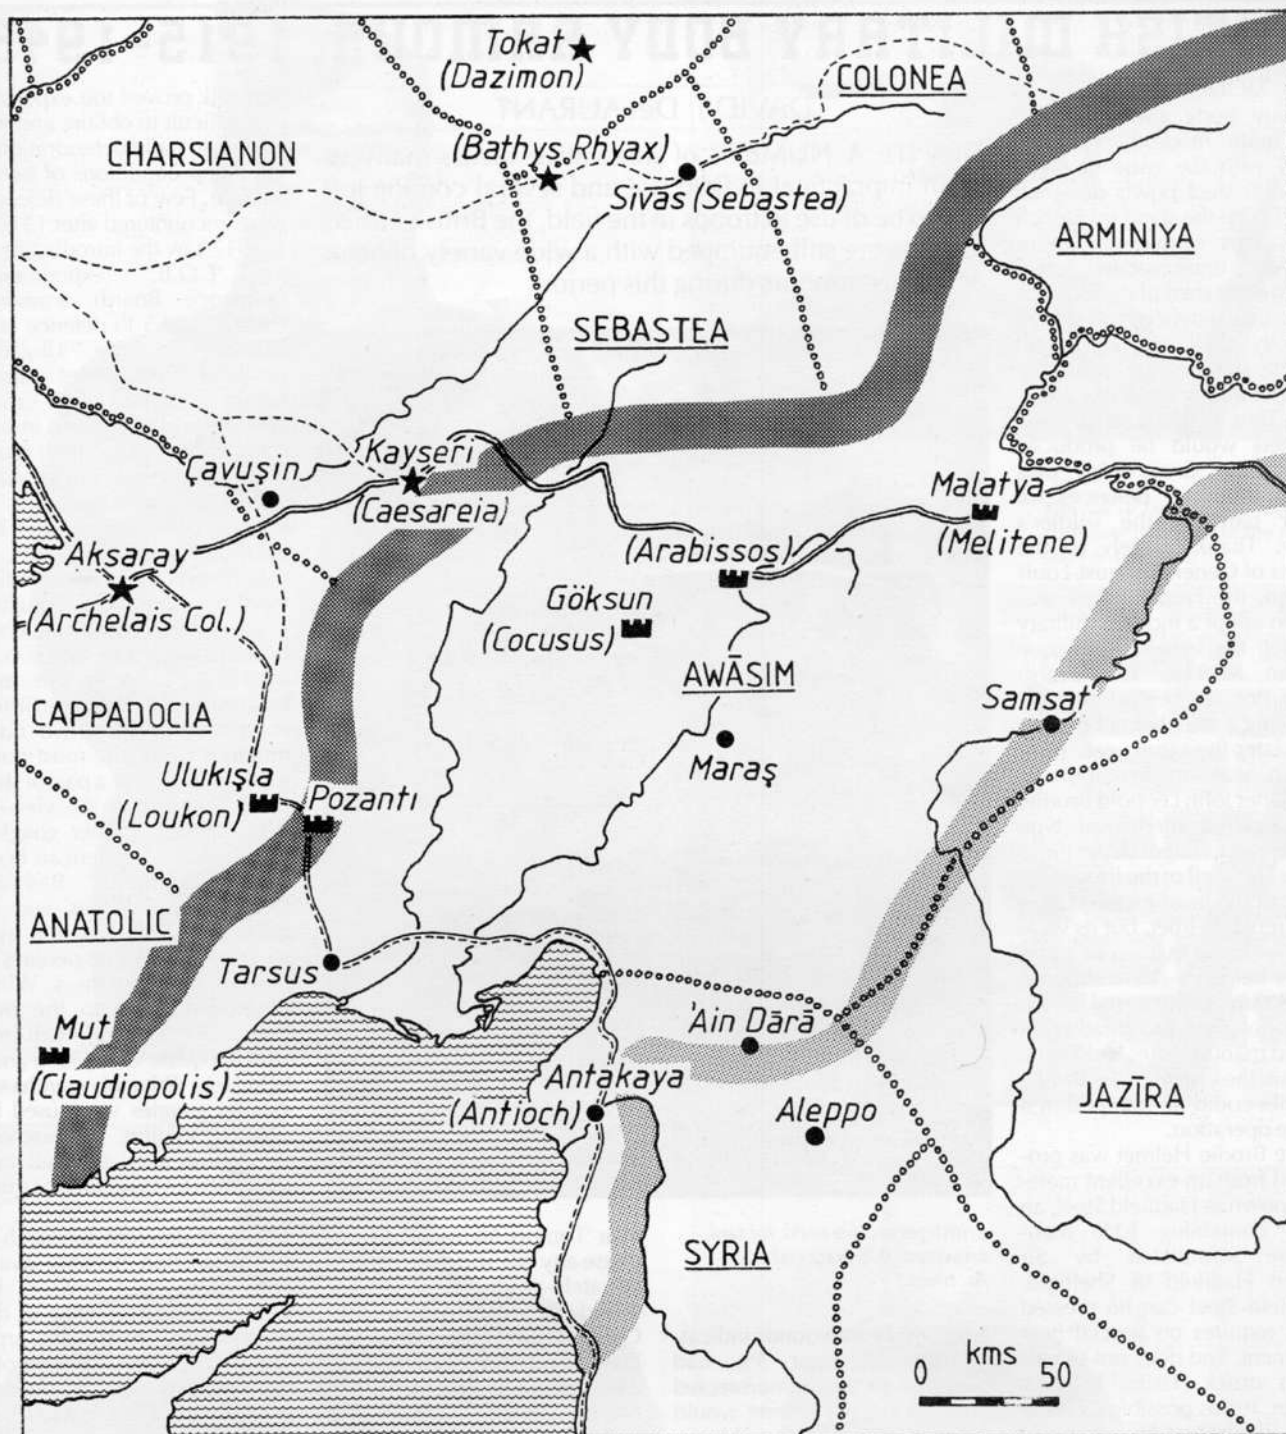 Tokat
(Dazimon)
COLONEA
CHARSIANON
(Bathys Rhyax)
Sivas (Sebastea)
ARMINIYA
SEBASTEA
Kayseri
(Caesareia)
Çavuşin
Malatya
(Melitene)
Aksaray
(Archelais Col.)
(Arabissos)
Göksun
(Cocusus)
AWĀSIM
Samsat
CAPPADOCIA
Maraş
Ulukışla
(Loukon)
Pozantı
ANATOLIC
Tarsus
'Ain Dārā
Mut
(Claudiopolis)
Antakaya
(Antioch)
Aleppo
JAZĪRA
SYRIA
kms
0 50